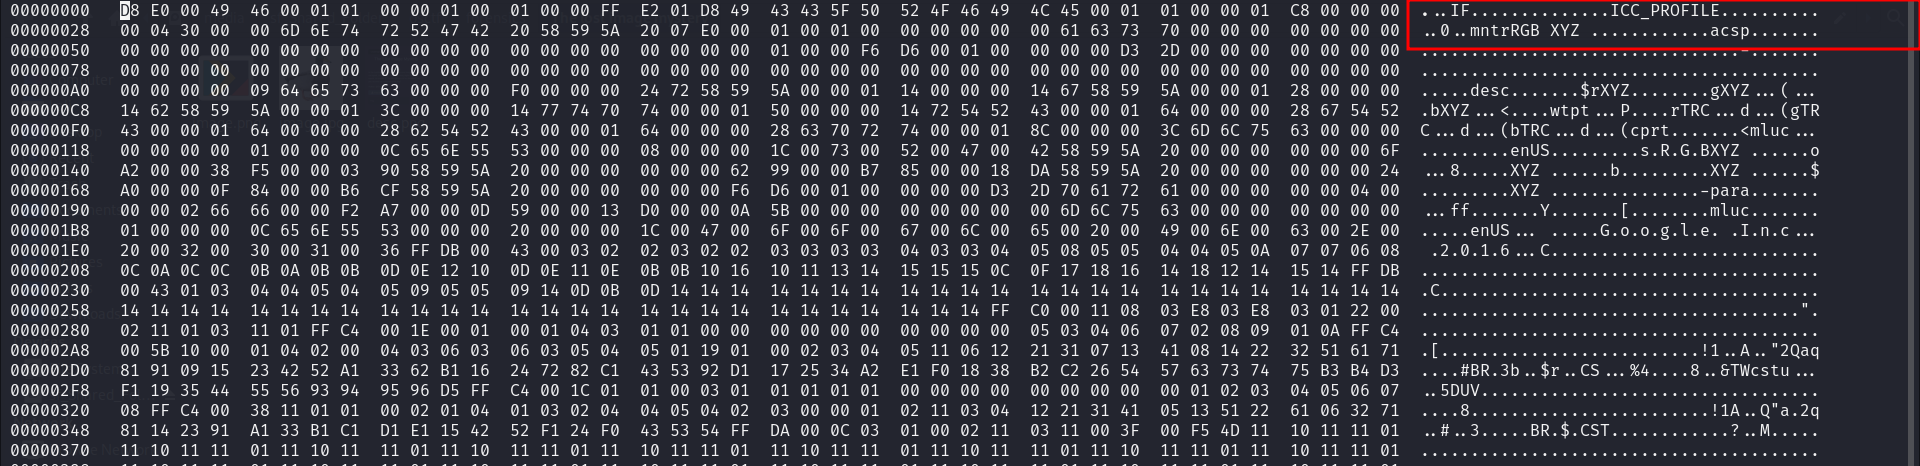 00000000 D8 E0 00 49 46 00 01 01 00 00 01 00 01 00 00 FF E2 01 D8 49 43 43 5F 50 52 4F 46 49 4C 45 00 01 01 00 00 01 C8 00 00 00 ...IF...........ICC_PROFILE..........
00000028 00 04 30 00 00 6D 6E 74 72 52 47 42 20 58 59 5A 20 07 E0 00 01 00 01 00 00 00 00 00 61 63 73 70 00 00 00 00 00 00 00 00 ..0..mntrRGB XYZ ............acsp........
00000050 00 00 00 00 00 00 00 00 00 00 00 00 00 00 00 00 00 01 00 00 F6 D6 00 01 00 00 00 00 D3 2D 00 00 00 00 00 00 00 00 00 00 .............................-..........
00000078 00 00 00 00 00 00 00 00 00 00 00 00 00 00 00 00 00 00 00 00 00 00 00 00 00 00 00 00 00 00 00 00 00 00 00 00 00 00 00 00 ........................................
000000A0 00 00 00 00 09 64 65 73 63 00 00 00 F0 00 00 00 24 72 58 59 5A 00 00 01 14 00 00 00 14 67 58 59 5A 00 00 01 28 00 00 00 .....desc.......$rXYZ........gXYZ...(...
000000C8 14 62 58 59 5A 00 00 01 3C 00 00 00 14 77 74 70 74 00 00 01 50 00 00 00 14 72 54 52 43 00 00 01 64 00 00 00 28 67 54 52 .bXYZ...<....wtpt...P....rTRC...d...(gTR
000000F0 43 00 00 01 64 00 00 00 28 62 54 52 43 00 00 01 64 00 00 00 28 63 70 72 74 00 00 01 8C 00 00 00 3C 6D 6C 75 63 00 00 00 C...d...(bTRC...d...(cprt.......<mluc...
00000118 00 00 00 00 01 00 00 00 0C 65 6E 55 53 00 00 00 08 00 00 00 1C 00 73 00 52 00 47 00 42 58 59 5A 20 00 00 00 00 00 00 6F .........enUS.........s.R.G.BXYZ ......o
00000140 A2 00 00 38 F5 00 00 03 90 58 59 5A 20 00 00 00 00 00 00 62 99 00 00 B7 85 00 00 18 DA 58 59 5A 20 00 00 00 00 00 00 24 ...8.....XYZ ......b.........XYZ ......$
00000168 A0 00 00 0F 84 00 00 B6 CF 58 59 5A 20 00 00 00 00 00 00 F6 D6 00 01 00 00 00 00 D3 2D 70 61 72 61 00 00 00 00 00 04 00 .........XYZ ...............-para.......
00000190 00 00 02 66 66 00 00 F2 A7 00 00 0D 59 00 00 13 D0 00 00 0A 5B 00 00 00 00 00 00 00 00 6D 6C 75 63 00 00 00 00 00 00 00 ...ff.......Y.......[........mluc.......
000001B8 01 00 00 00 0C 65 6E 55 53 00 00 00 20 00 00 00 1C 00 47 00 6F 00 6F 00 67 00 6C 00 65 00 20 00 49 00 6E 00 63 00 2E 00 .....enUS... .....G.o.o.g.l.e. .I.n.c...
000001E0 20 00 32 00 30 00 31 00 36 FF DB 00 43 00 03 02 02 03 02 02 03 03 03 03 04 03 03 04 05 08 05 05 04 04 05 0A 07 07 06 08  .2.0.1.6...C...........................
00000208 0C 0A 0C 0C 0B 0A 0B 0B 0D 0E 12 10 0D 0E 11 0E 0B 0B 10 16 10 11 13 14 15 15 15 0C 0F 17 18 16 14 18 12 14 15 14 FF DB ........................................
00000230 00 43 01 03 04 04 05 04 05 09 05 05 09 14 0D 0B 0D 14 14 14 14 14 14 14 14 14 14 14 14 14 14 14 14 14 14 14 14 14 14 14 .C......................................
00000258 14 14 14 14 14 14 14 14 14 14 14 14 14 14 14 14 14 14 14 14 14 14 14 FF C0 00 11 08 03 E8 03 E8 03 01 22 00 ......................................".
00000280 02 11 01 03 11 01 FF C4 00 1E 00 01 00 01 04 03 01 01 00 00 00 00 00 00 00 00 00 00 05 03 04 06 07 02 08 09 01 0A FF C4 ........................................
000002A8 00 5B 10 00 01 04 02 00 04 03 06 03 06 03 05 04 05 01 19 01 00 02 03 04 05 11 06 12 21 31 07 13 41 08 14 22 32 51 61 71 .[..........................!1..A.."2Qaq
000002D0 81 91 09 15 23 42 52 A1 33 62 B1 16 24 72 82 C1 43 53 92 D1 17 25 34 A2 E1 F0 18 38 B2 C2 26 54 57 63 73 74 75 B3 B4 D3 ....#BR.3b..$r..CS...%4....8..&TWcstu...
000002F8 F1 19 35 44 55 56 93 94 95 96 D5 FF C4 00 1C 01 01 00 03 01 01 01 01 01 00 00 00 00 00 00 00 00 00 01 02 03 04 05 06 07 ..5DUV..................................
00000320 08 FF C4 00 38 11 01 01 00 02 01 04 01 03 02 04 04 05 04 02 03 00 00 01 02 11 03 04 12 21 31 41 05 13 51 22 61 06 32 71 ....8........................!1A..Q"a.2q
00000348 81 14 23 91 A1 33 B1 C1 D1 E1 15 42 52 F1 24 F0 43 53 54 FF DA 00 0C 03 01 00 02 11 03 11 00 3F 00 F5 4D 11 10 11 11 01 ..#..3.....BR.$.CST............?..M.....
00000370 11 10 11 11 01 11 10 11 11 01 11 10 11 11 01 11 10 11 11 01 11 10 11 11 01 11 10 11 11 01 11 10 11 11 01 11 10 11 11 01 ........................................